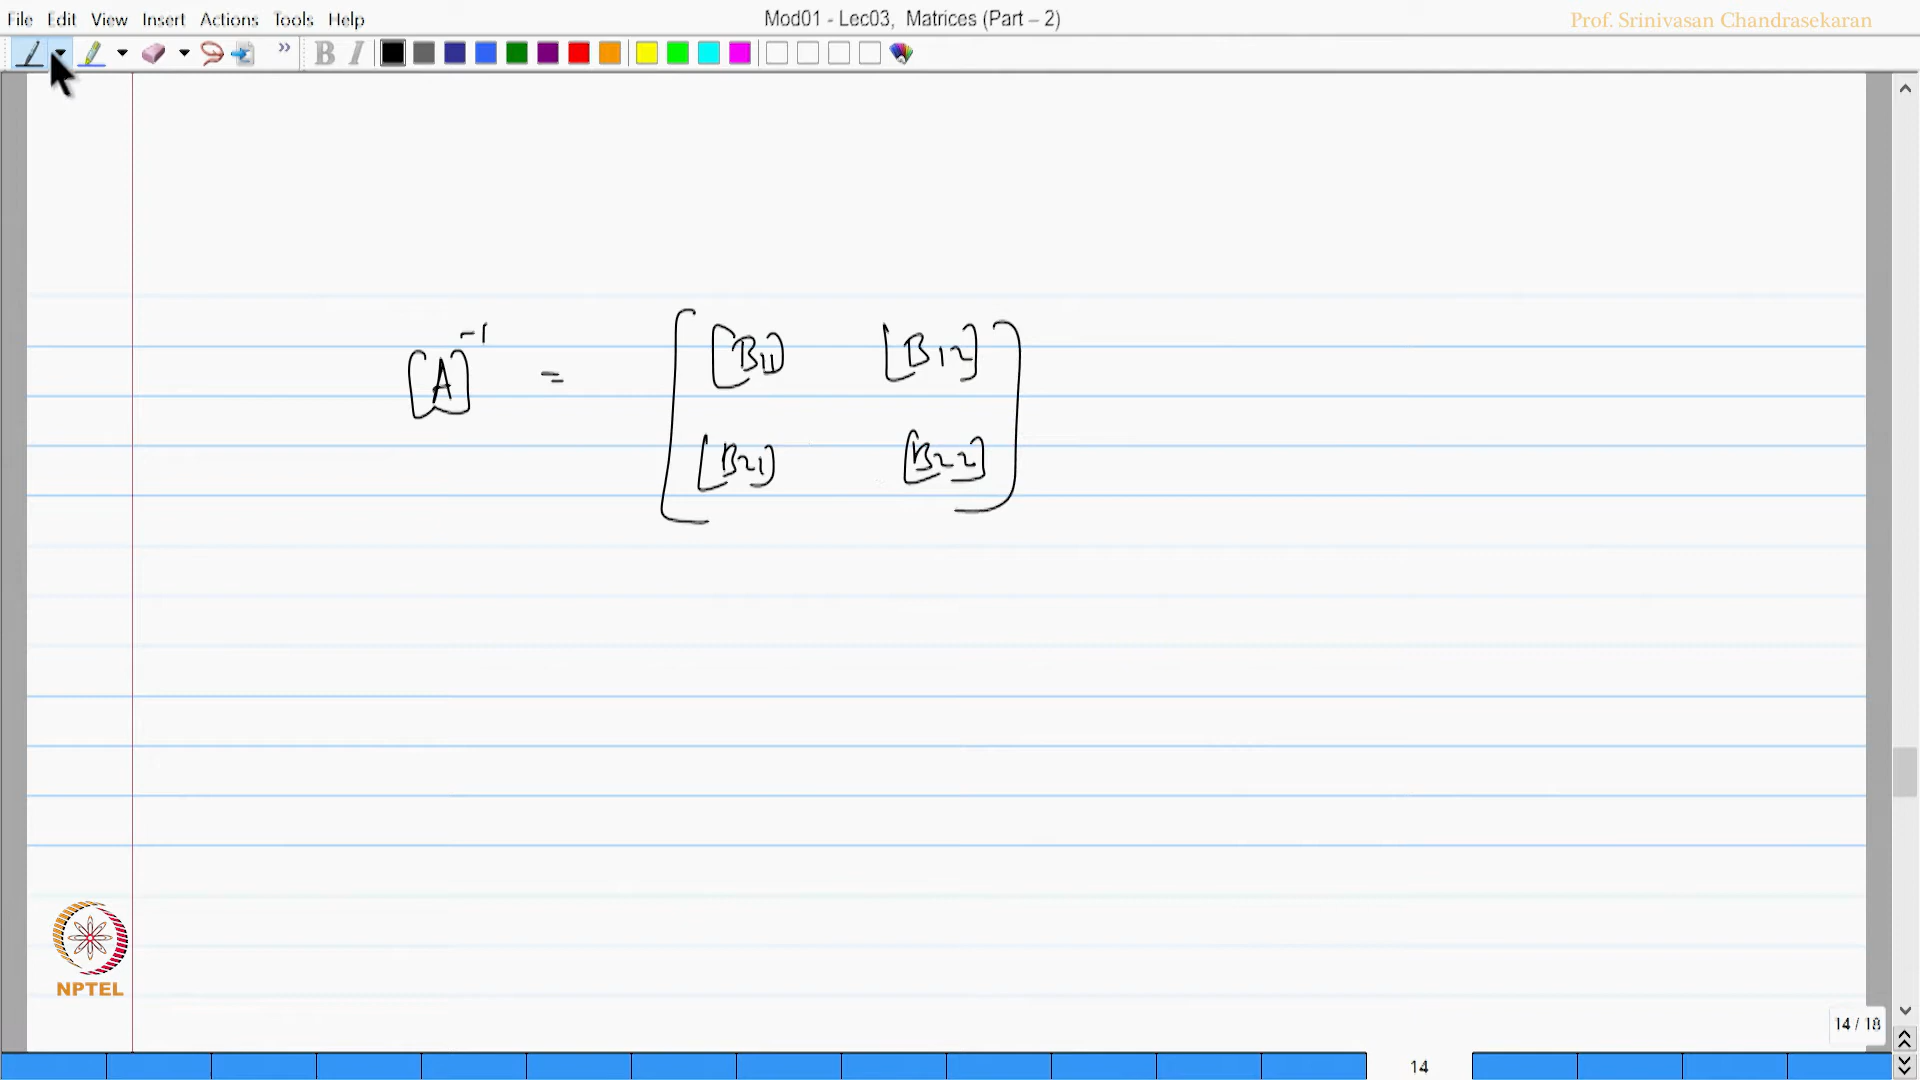 File Edit View Insert Actions Tools Help
Mod01 - Lec03, Matrices (Part – 2)
Prof. Srinivasan Chandrasekaran
B I
[A]⁻¹ = [ [B11] [B12]
[B21] [B22] ]
NPTEL
14 / 18
14